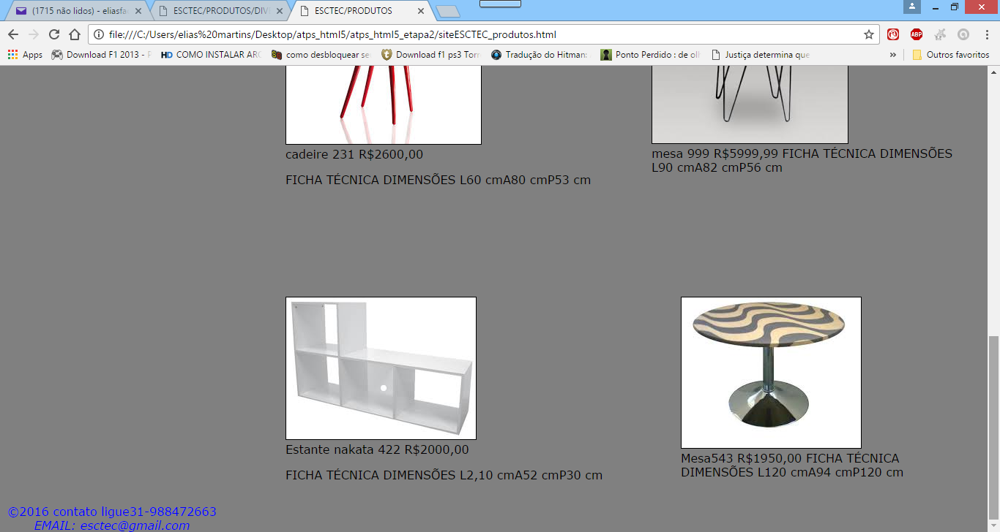 (1715 não lidos) - eliasfa
ESCTEC/PRODUTOS/DIVI
ESCTEC/PRODUTOS
file:///C:/Users/elias%20martins/Desktop/atps_html5/atps_html5_etapa2/siteESCTEC_produtos.html
ABP
Apps
Download F1 2013 - F
HD COMO INSTALAR ARC
como desbloquear se
Download f1 ps3 Torr
Tradução do Hitman:
Ponto Perdido : de oll
Justiça determina que
»
Outros favoritos
cadeire 231 R$2600,00
FICHA TÉCNICA DIMENSÕES L60 cmA80 cmP53 cm
mesa 999 R$5999,99 FICHA TÉCNICA DIMENSÕES
L90 cmA82 cmP56 cm
Estante nakata 422 R$2000,00
FICHA TÉCNICA DIMENSÕES L2,10 cmA52 cmP30 cm
Mesa543 R$1950,00 FICHA TÉCNICA
DIMENSÕES L120 cmA94 cmP120 cm
©2016 contato ligue31-988472663
EMAIL: esctec@gmail.com